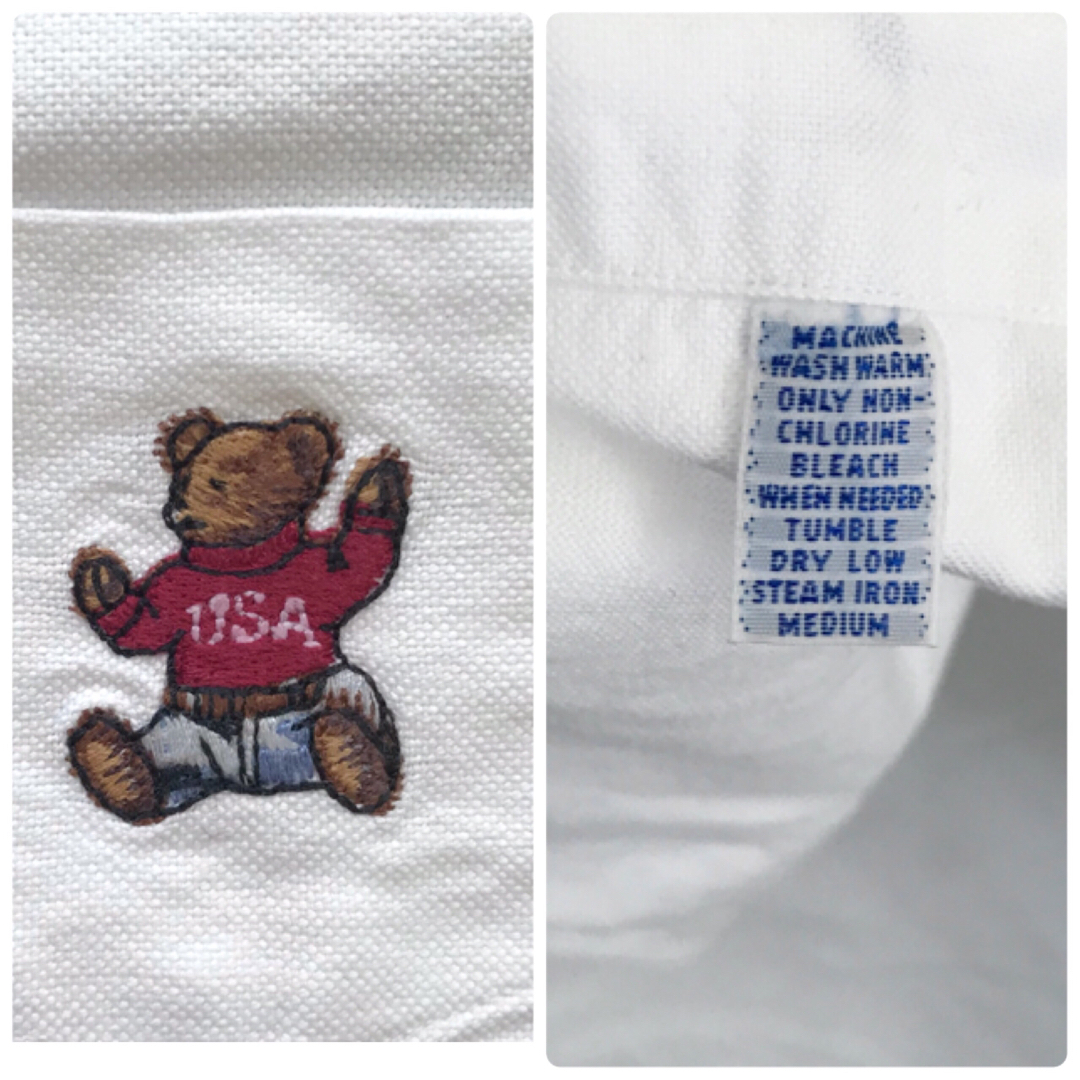 USA
MACHINE
WASH WARM
ONLY NON-
CHLORINE
BLEACH
WHEN NEEDED
TUMBLE
DRY LOW
STEAM IRON
MEDIUM